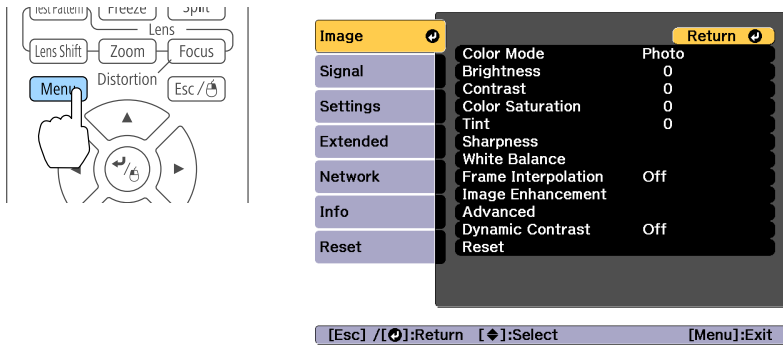 Test Pattern Freeze Split
Lens
Lens Shift Zoom Focus
Menu Distortion Esc /
Image
Signal
Settings
Extended
Network
Info
Reset
Return
Color Mode Photo
Brightness 0
Contrast 0
Color Saturation 0
Tint 0
Sharpness
White Balance
Frame Interpolation Off
Image Enhancement
Advanced
Dynamic Contrast Off
Reset
[Esc] /[ ]:Return [ ]:Select [Menu]:Exit